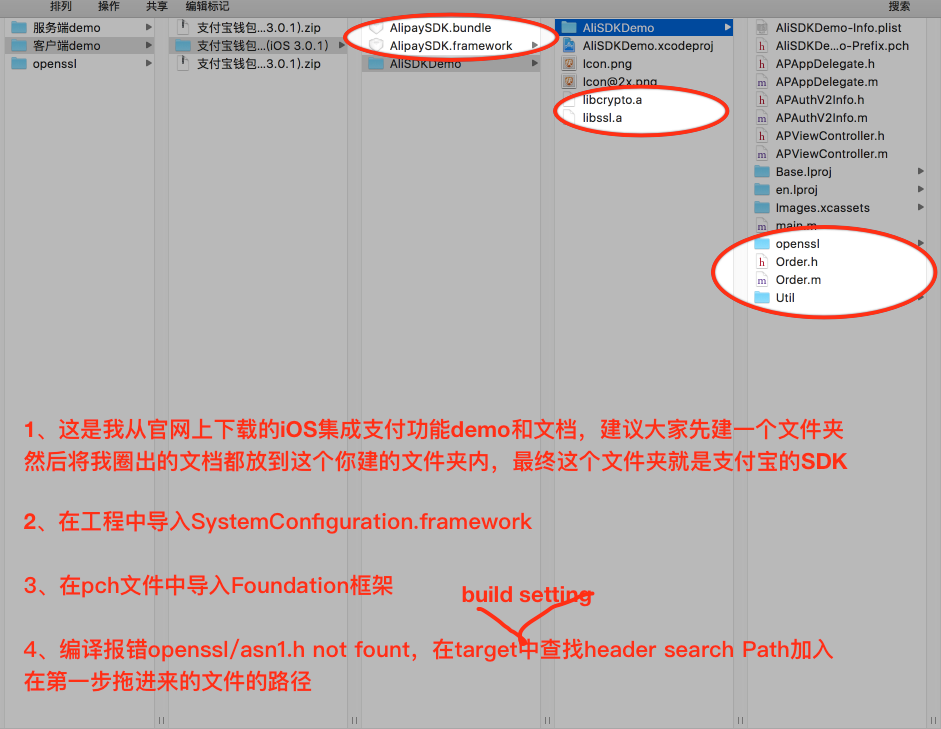 排列 操作 共享 编辑标记 搜索
服务端demo
客户端demo
openssl
支付宝钱包...3.0.1).zip
支付宝钱包...(iOS 3.0.1)
支付宝钱包...3.0.1).zip
AlipaySDK.bundle
AlipaySDK.framework
AliSDKDemo
AliSDKDemo
AliSDKDemo.xcodeproj
Icon.png
Icon@2x.png
libcrypto.a
libssl.a
AliSDKDemo-Info.plist
AliSDKDe...o-Prefix.pch
APAppDelegate.h
APAppDelegate.m
APAuthV2Info.h
APAuthV2Info.m
APViewController.h
APViewController.m
Base.lproj
en.lproj
Images.xcassets
main.m
openssl
Order.h
Order.m
Util
1、这是我从官网上下载的iOS集成支付功能demo和文档，建议大家先建一个文件夹
然后将我圈出的文档都放到这个你建的文件夹内，最终这个文件夹就是支付宝的SDK
2、在工程中导入SystemConfiguration.framework
3、在pch文件中导入Foundation框架
build setting
4、编译报错openssl/asn1.h not fount，在target中查找header search Path加入
在第一步拖进来的文件的路径